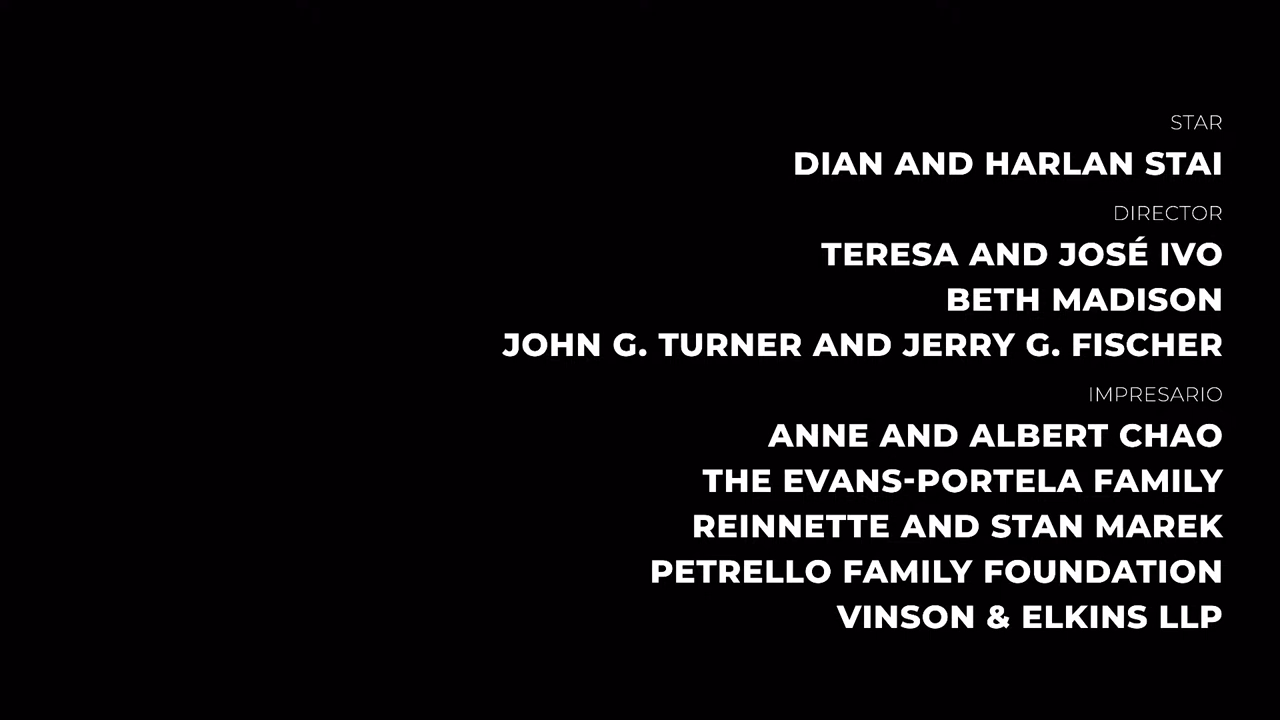 STAR
DIAN AND HARLAN STAI
DIRECTOR
TERESA AND JOSÉ IVO
BETH MADISON
JOHN G. TURNER AND JERRY G. FISCHER
IMPRESARIO
ANNE AND ALBERT CHAO
THE EVANS-PORTELA FAMILY
REINNETTE AND STAN MAREK
PETRELLO FAMILY FOUNDATION
VINSON & ELKINS LLP